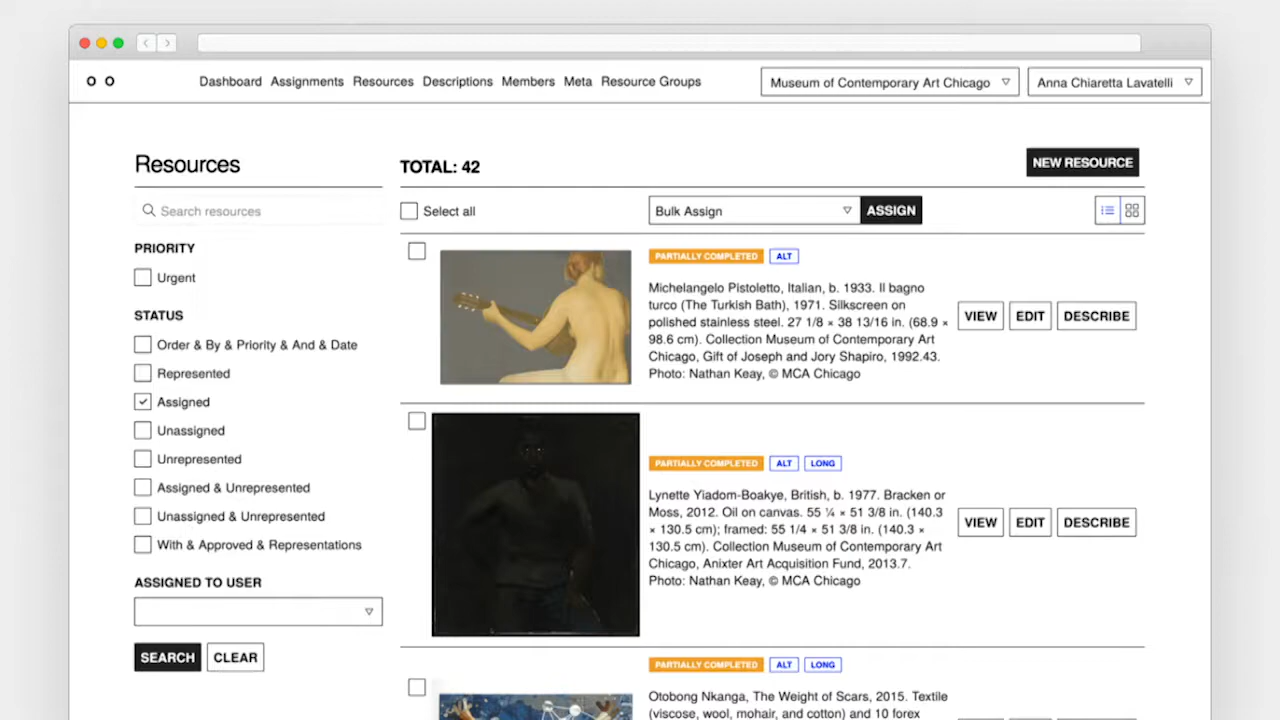 Dashboard Assignments Resources Descriptions Members Meta Resource Groups
Museum of Contemporary Art Chicago
Anna Chiaretta Lavatelli
Resources
Search resources
PRIORITY
Urgent
STATUS
Order & By & Priority & And & Date
Represented
Assigned
Unassigned
Unrepresented
Assigned & Unrepresented
Unassigned & Unrepresented
With & Approved & Representations
ASSIGNED TO USER
SEARCH CLEAR
TOTAL: 42
NEW RESOURCE
Select all
Bulk Assign
ASSIGN
PARTIALLY COMPLETED ALT
Michelangelo Pistoletto, Italian, b. 1933. Il bagno
turco (The Turkish Bath), 1971. Silkscreen on
polished stainless steel. 27 1/8 × 38 13/16 in. (68.9 ×
98.6 cm). Collection Museum of Contemporary Art
Chicago, Gift of Joseph and Jory Shapiro, 1992.43.
Photo: Nathan Keay, © MCA Chicago
VIEW EDIT DESCRIBE
PARTIALLY COMPLETED ALT LONG
Lynette Yiadom-Boakye, British, b. 1977. Bracken or
Moss, 2012. Oil on canvas. 55 ¼ × 51 3/8 in. (140.3
× 130.5 cm); framed: 55 1/4 × 51 3/8 in. (140.3 ×
130.5 cm). Collection Museum of Contemporary Art
Chicago, Anixter Art Acquisition Fund, 2013.7.
Photo: Nathan Keay, © MCA Chicago
VIEW EDIT DESCRIBE
PARTIALLY COMPLETED ALT LONG
Otobong Nkanga, The Weight of Scars, 2015. Textile
(viscose, wool, mohair, and cotton) and 10 forex